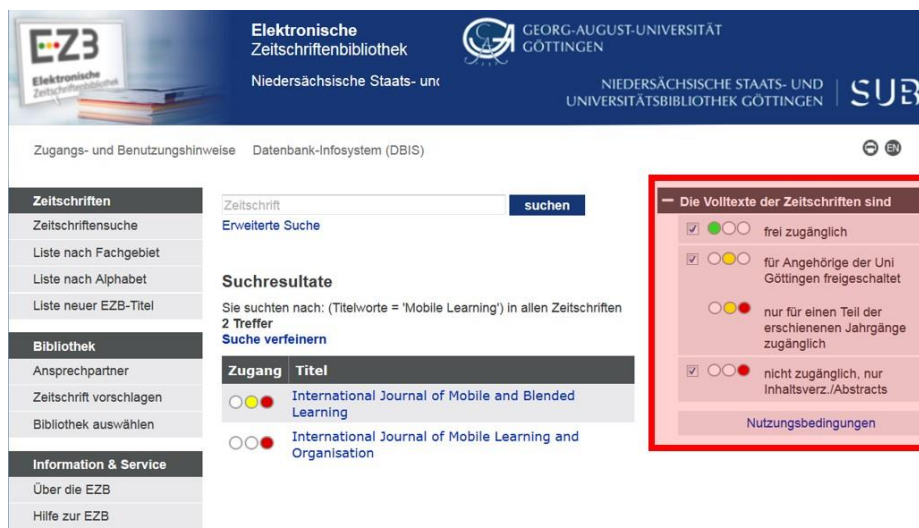 EZB
Elektronische
Zeitschriftenbibliothek
Elektronische
Zeitschriftenbibliothek
Niedersächsische Staats- und
GEORG-AUGUST-UNIVERSITÄT
GÖTTINGEN
NIEDERSÄCHSISCHE STAATS- UND
UNIVERSITÄTSBIBLIOTHEK GÖTTINGEN
SUB
Zugangs- und Benutzungshinweise Datenbank-Infosystem (DBIS)
EN
Zeitschriften
Zeitschriftensuche
Liste nach Fachgebiet
Liste nach Alphabet
Liste neuer EZB-Titel
Bibliothek
Ansprechpartner
Zeitschrift vorschlagen
Bibliothek auswählen
Information & Service
Über die EZB
Hilfe zur EZB
Zeitschrift suchen
Erweiterte Suche
Suchresultate
Sie suchten nach: (Titelworte = 'Mobile Learning') in allen Zeitschriften
2 Treffer
Suche verfeinern
Zugang Titel
International Journal of Mobile and Blended
Learning
International Journal of Mobile Learning and
Organisation
Die Volltexte der Zeitschriften sind
frei zugänglich
für Angehörige der Uni
Göttingen freigeschaltet
nur für einen Teil der
erschienenen Jahrgänge
zugänglich
nicht zugänglich, nur
Inhaltsverz./Abstracts
Nutzungsbedingungen